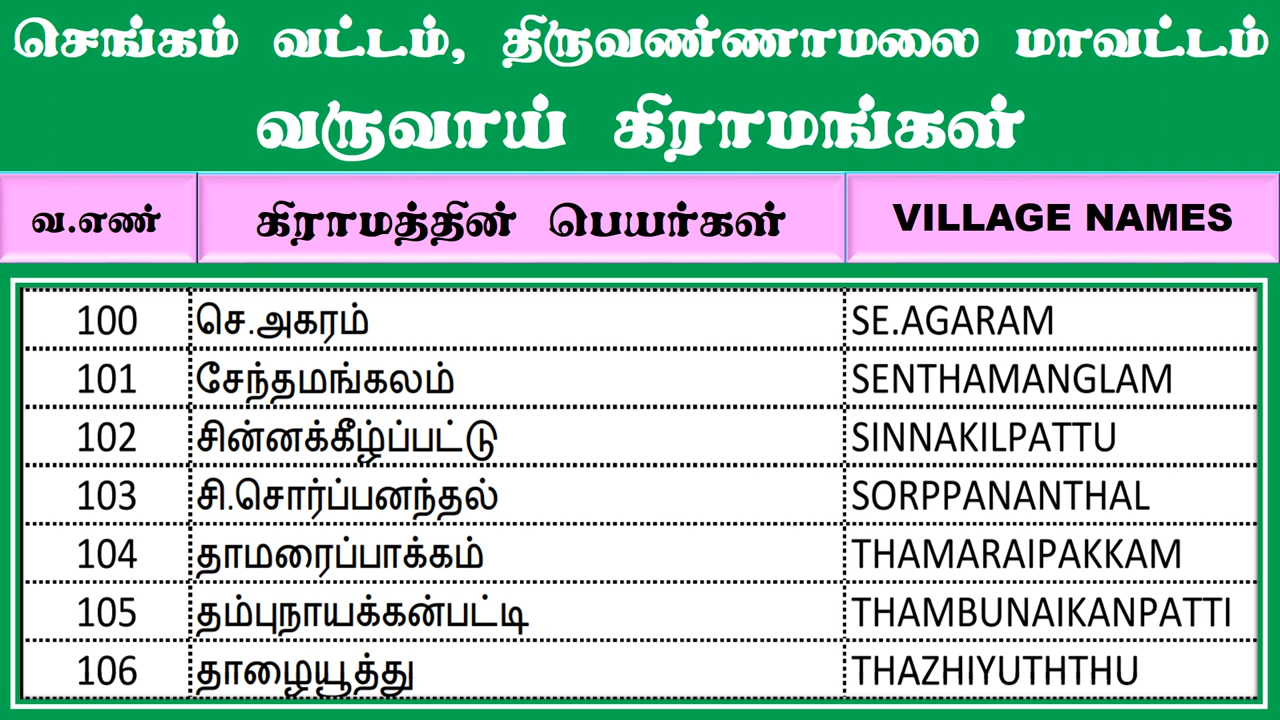 செங்கம் வட்டம், திருவண்ணாமலை மாவட்டம்
வருவாய் கிராமங்கள்
வ.எண் கிராமத்தின் பெயர்கள் VILLAGE NAMES
100 செ.அகரம் SE.AGARAM
101 சேந்தமங்கலம் SENTHAMANGLAM
102 சின்னக்கீழ்ப்பட்டு SINNAKILPATTU
103 சி.சொர்ப்பனந்தல் SORPPANANTHAL
104 தாமரைப்பாக்கம் THAMARAIPAKKAM
105 தம்புநாயக்கன்பட்டி THAMBUNAIKANPATTI
106 தாழையூத்து THAZHIYUTHTHU